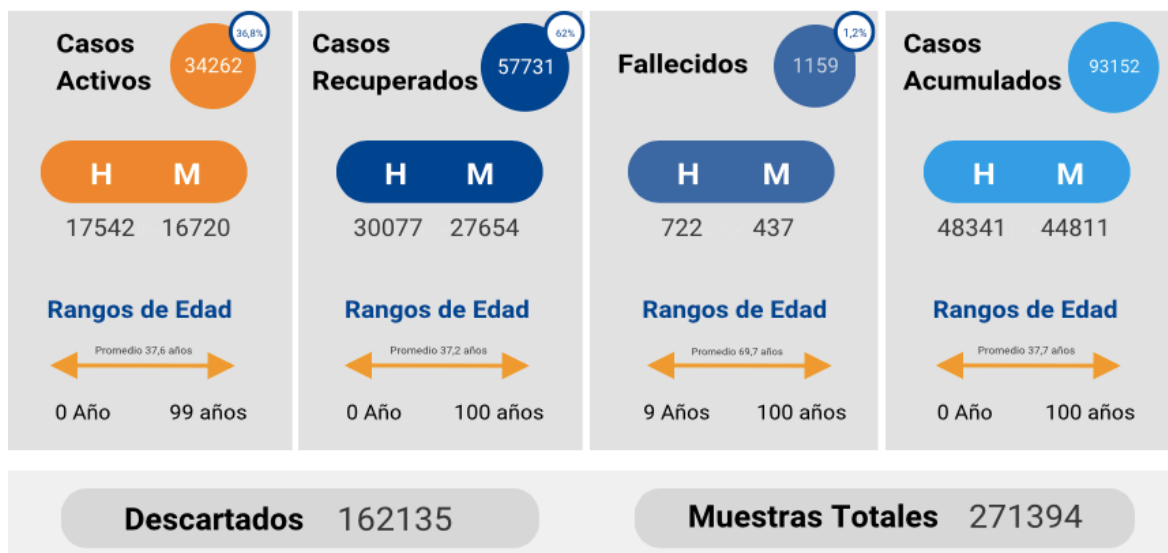 Casos
Activos
34262
36,8%
H M
17542 16720
Rangos de Edad
Promedio 37,6 años
0 Año 99 años
Casos
Recuperados
57731
62%
H M
30077 27654
Rangos de Edad
Promedio 37,2 años
0 Año 100 años
Fallecidos
1159
1,2%
H M
722 437
Rangos de Edad
Promedio 69,7 años
9 Años 100 años
Casos
Acumulados
93152
H M
48341 44811
Rangos de Edad
Promedio 37,7 años
0 Año 100 años
Descartados 162135
Muestras Totales 271394